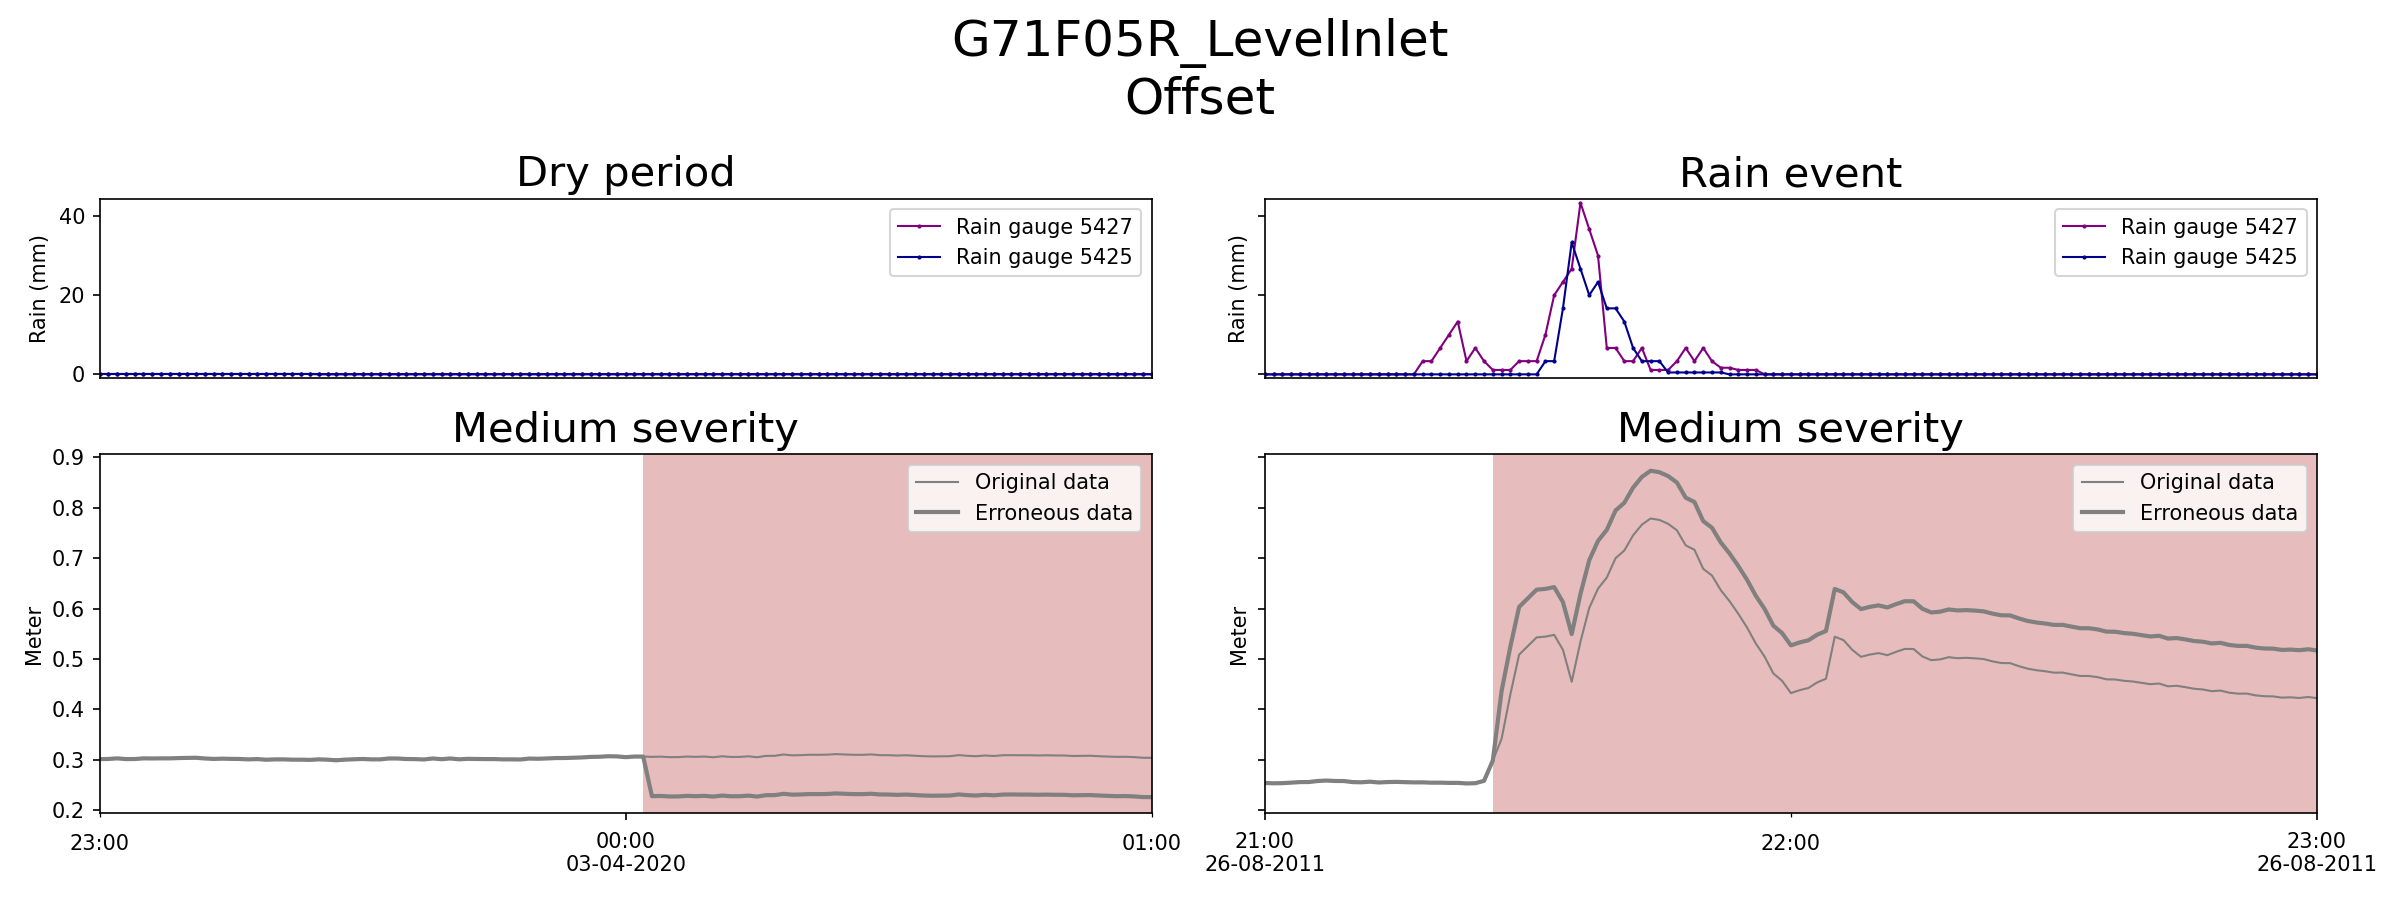 G71F05R_LevelInlet
Offset
Dry period
Rain event
40
20
0
Rain (mm)
Rain gauge 5427
Rain gauge 5425
Rain (mm)
Rain gauge 5427
Rain gauge 5425
Medium severity
Medium severity
0.9
0.8
0.7
0.6
0.5
0.4
0.3
0.2
Meter
Original data
Erroneous data
Meter
Original data
Erroneous data
23:00
00:00
03-04-2020
01:00
21:00
26-08-2011
22:00
23:00
26-08-2011